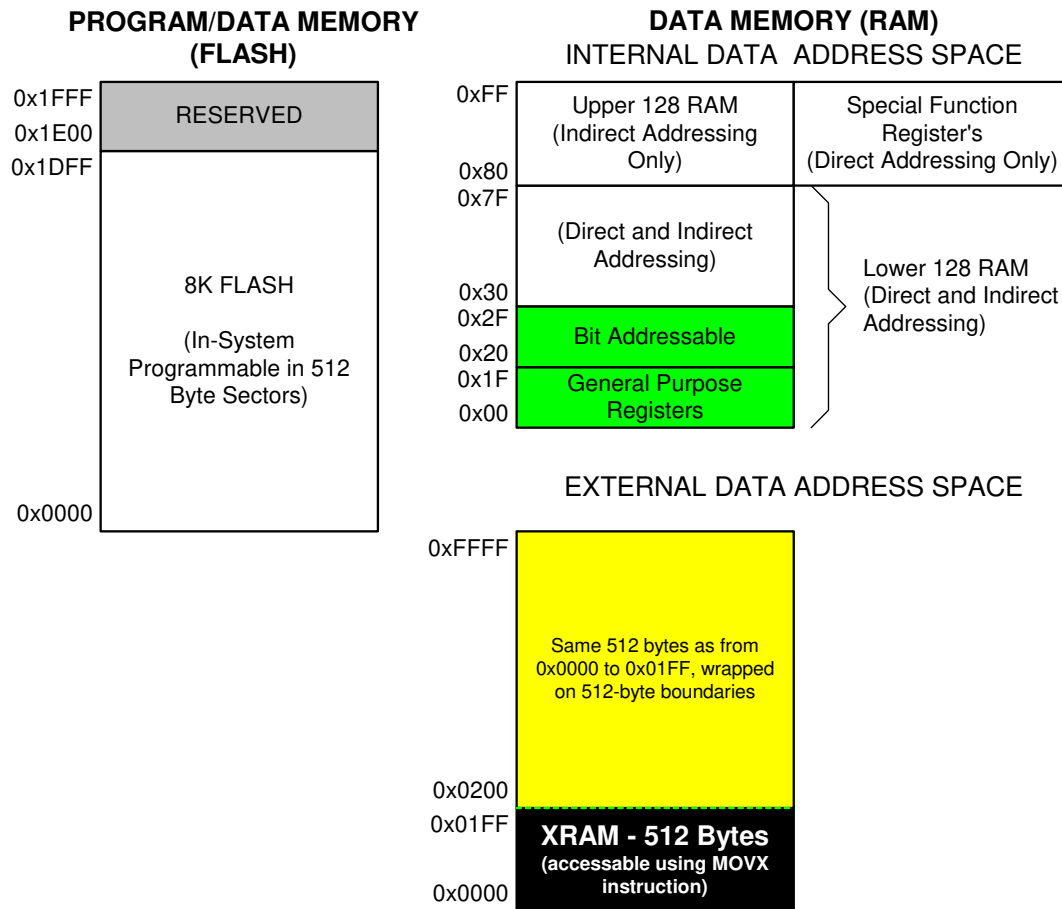 PROGRAM/DATA MEMORY
(FLASH)
0x1FFF
RESERVED
0x1E00
0x1DFF
8K FLASH
(In-System
Programmable in 512
Byte Sectors)
0x0000
DATA MEMORY (RAM)
INTERNAL DATA ADDRESS SPACE
0xFF
Upper 128 RAM
(Indirect Addressing
Only)
Special Function
Register's
(Direct Addressing Only)
0x80
0x7F
(Direct and Indirect
Addressing)
0x30
Lower 128 RAM
(Direct and Indirect
Addressing)
0x2F
Bit Addressable
0x20
0x1F
General Purpose
Registers
0x00
EXTERNAL DATA ADDRESS SPACE
0xFFFF
Same 512 bytes as from
0x0000 to 0x01FF, wrapped
on 512-byte boundaries
0x0200
0x01FF
XRAM - 512 Bytes
(accessable using MOVX
instruction)
0x0000